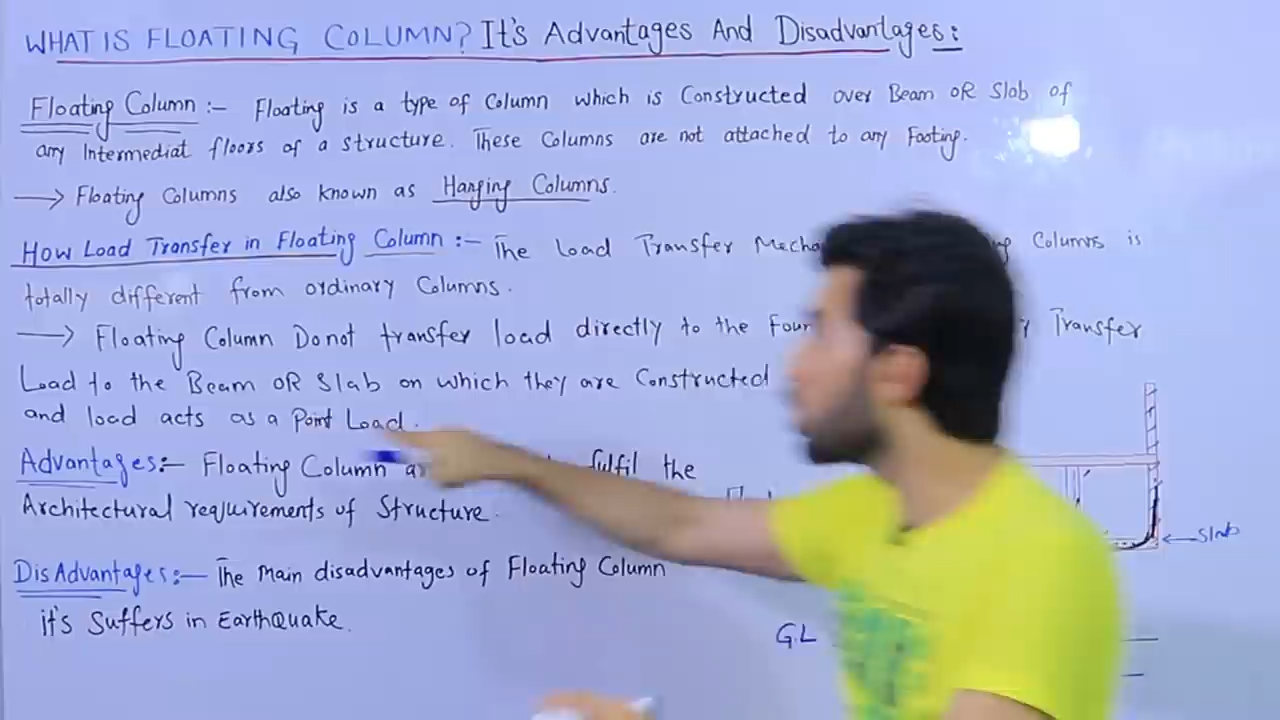 WHAT IS FLOATING COLUMN? It's Advantages And Disadvantages:
Floating Column :- Floating is a type of Column which is Constructed over Beam OR Slab of
any Intermediat floors of a structure. These Columns are not attached to any Footing.
→ Floating Columns also known as Hanging Columns.
How Load Transfer in Floating Column :- The Load Transfer Columns is
totally different from ordinary Columns.
→ Floating Column Do not transfer load directly to the Transfer
Load to the Beam OR Slab on which they are Constructed
and load acts as a Point Load.
Advantages:- Floating Column fulfil the
Architectural requirements of Structure.
← Slab
DisAdvantages:- The Main disadvantages of Floating Column
it's Suffers in EarthQuake.
G.L